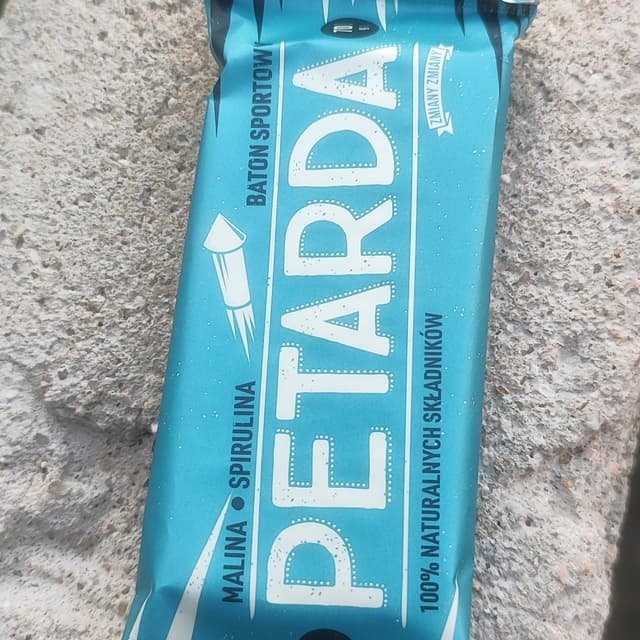 MALINA • SPIRULINA
BATON SPORTOWY
PETARDA
100% NATURALNYCH SKŁADNIKÓW
ZMIANY ZMIANY